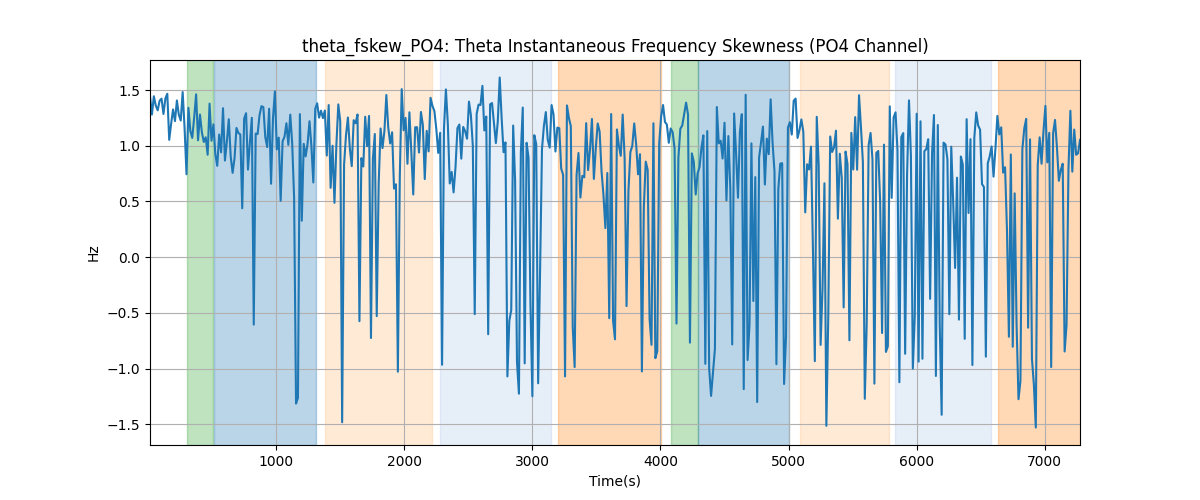 theta_fskew_PO4: Theta Instantaneous Frequency Skewness (PO4 Channel)
1.5
1.0
0.5
0.0
−0.5
−1.0
−1.5
Hz
1000 2000 3000 4000 5000 6000 7000
Time(s)